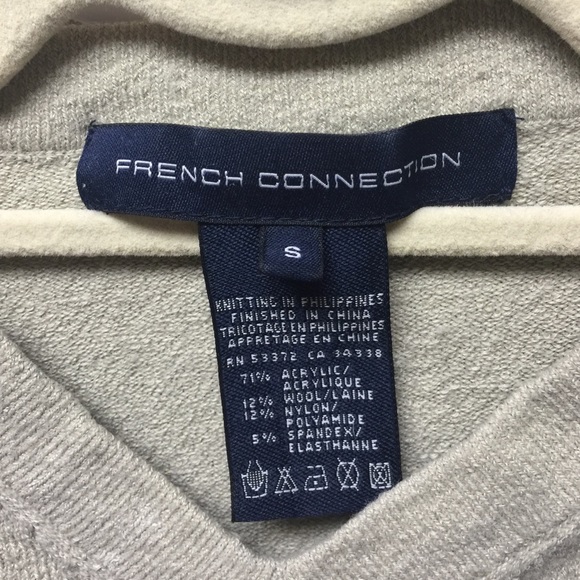 FRENCH CONNECTION
S
KNITTING IN PHILIPPINES
FINISHED IN CHINA
TRICOTAGE EN PHILIPPINES
APPRETAGE EN CHINE
RN 53372 CA 34338
71% ACRYLIC/
ACRYLIQUE
12% WOOL/LAINE
12% NYLON/
POLYAMIDE
5% SPANDEX/
ELASTHANNE